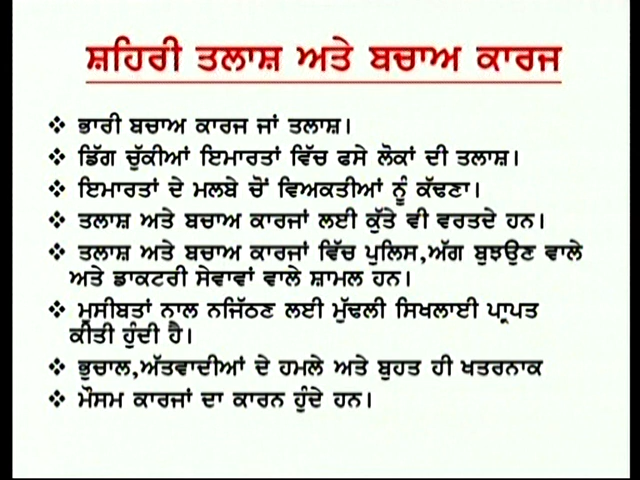 ਸ਼ਹਿਰੀ ਤਲਾਸ਼ ਅਤੇ ਬਚਾਅ ਕਾਰਜ
❖ ਭਾਰੀ ਬਚਾਅ ਕਾਰਜ ਜਾਂ ਤਲਾਸ਼।
❖ ਡਿੱਗ ਚੁੱਕੀਆਂ ਇਮਾਰਤਾਂ ਵਿੱਚ ਫਸੇ ਲੋਕਾਂ ਦੀ ਤਲਾਸ਼।
❖ ਇਮਾਰਤਾਂ ਦੇ ਮਲਬੇ ਚੋਂ ਵਿਅਕਤੀਆਂ ਨੂੰ ਕੱਢਣਾ।
❖ ਤਲਾਸ਼ ਅਤੇ ਬਚਾਅ ਕਾਰਜਾਂ ਲਈ ਕੁੱਤੇ ਵੀ ਵਰਤਦੇ ਹਨ।
❖ ਤਲਾਸ਼ ਅਤੇ ਬਚਾਅ ਕਾਰਜਾਂ ਵਿੱਚ ਪੁਲਿਸ,ਅੱਗ ਬੁਝਉਣ ਵਾਲੇ
ਅਤੇ ਡਾਕਟਰੀ ਸੇਵਾਵਾਂ ਵਾਲੇ ਸ਼ਾਮਲ ਹਨ।
❖ ਮੁਸੀਬਤਾਂ ਨਾਲ ਨਜਿੱਠਣ ਲਈ ਮੁੱਢਲੀ ਸਿਖਲਾਈ ਪ੍ਰਾਪਤ
ਕੀਤੀ ਹੁੰਦੀ ਹੈ।
❖ ਭੁਚਾਲ,ਅੱਤਵਾਦੀਆਂ ਦੇ ਹਮਲੇ ਅਤੇ ਬੁਹਤ ਹੀ ਖਤਰਨਾਕ
❖ ਮੌਸਮ ਕਾਰਜਾਂ ਦਾ ਕਾਰਨ ਹੁੰਦੇ ਹਨ।